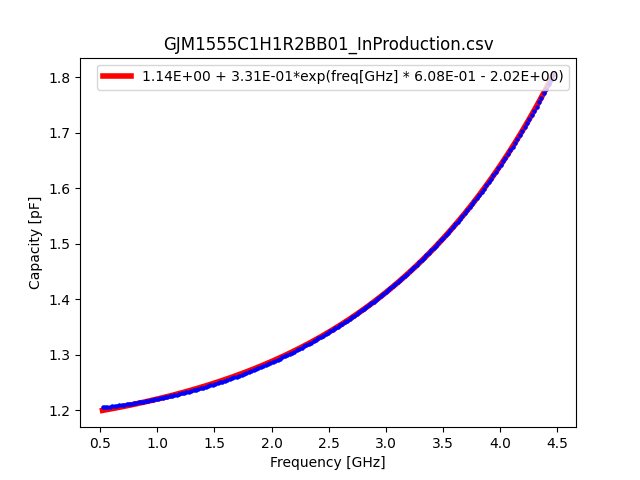 GJM1555C1H1R2BB01_InProduction.csv
1.14E+00 + 3.31E-01*exp(freq[GHz] * 6.08E-01 - 2.02E+00)
1.8
1.7
1.6
1.5
1.4
1.3
1.2
Capacity [pF]
0.5 1.0 1.5 2.0 2.5 3.0 3.5 4.0 4.5
Frequency [GHz]